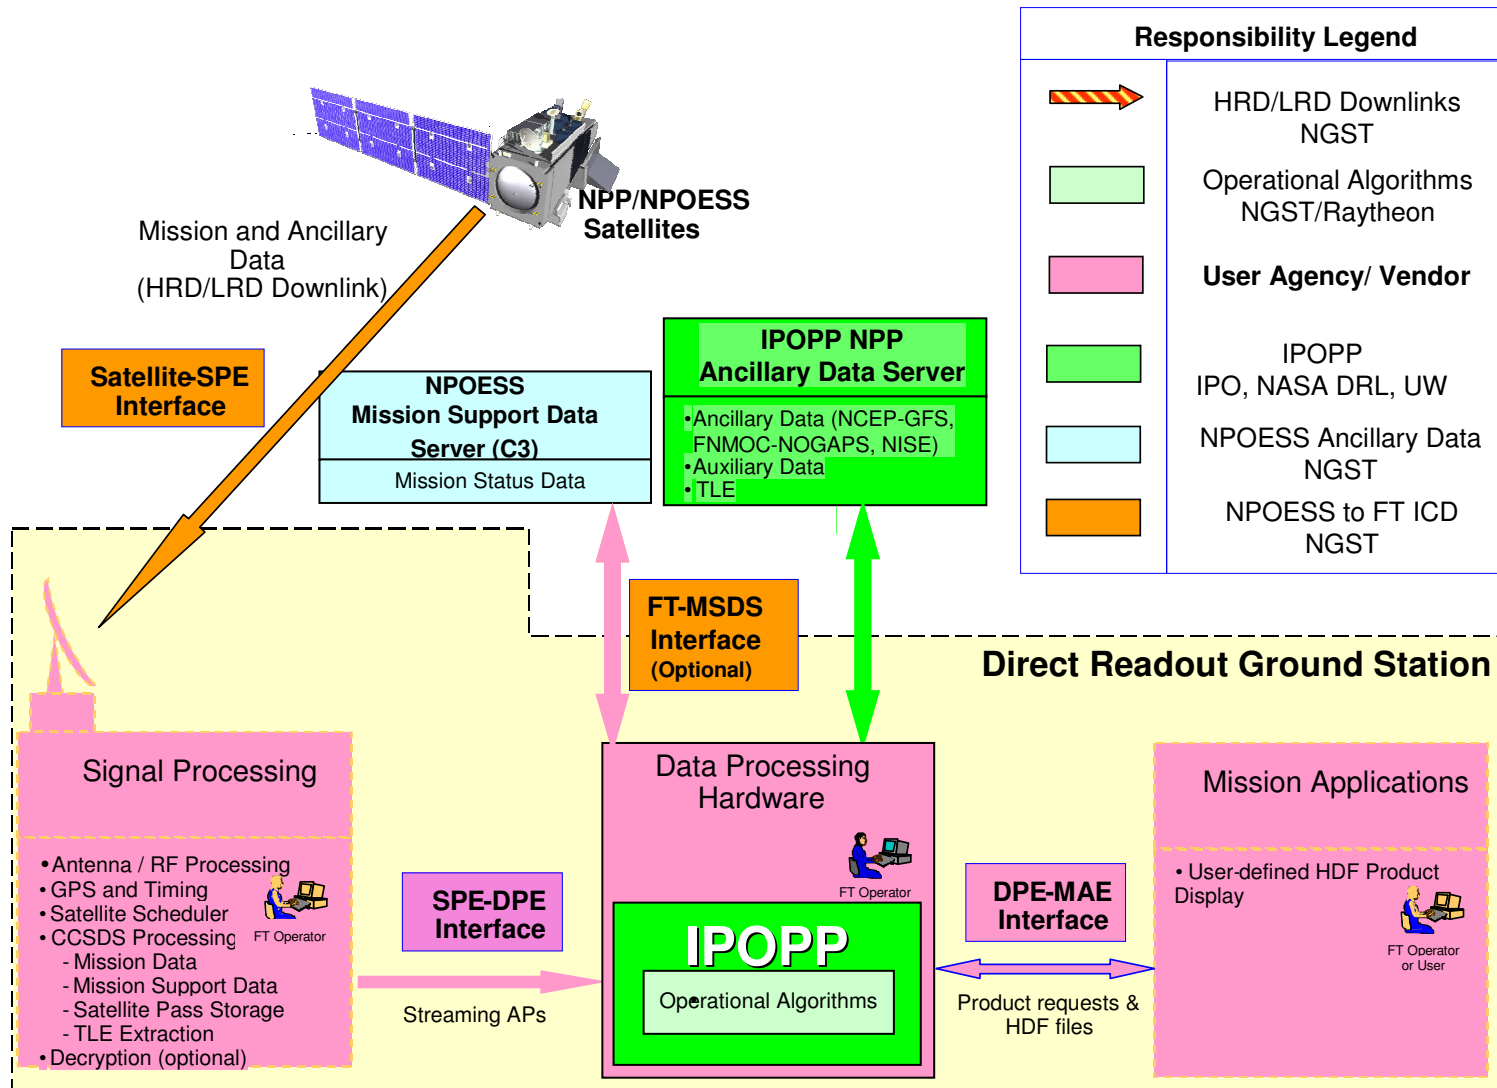 Responsibility Legend
HRD/LRD Downlinks
NGST
Operational Algorithms
NGST/Raytheon
User Agency/ Vendor
IPOPP
IPO, NASA DRL, UW
NPOESS Ancillary Data
NGST
NPOESS to FT ICD
NGST
NPP/NPOESS
Satellites
Mission and Ancillary
Data
(HRD/LRD Downlink)
Satellite-SPE
Interface
NPOESS
Mission Support Data
Server (C3)
Mission Status Data
IPOPP NPP
Ancillary Data Server
•Ancillary Data (NCEP-GFS,
FNMOC-NOGAPS, NISE)
•Auxiliary Data
•TLE
FT-MSDS
Interface
(Optional)
Direct Readout Ground Station
Signal Processing
•Antenna / RF Processing
•GPS and Timing
•Satellite Scheduler
•CCSDS Processing
- Mission Data
- Mission Support Data
- Satellite Pass Storage
- TLE Extraction
•Decryption (optional)
FT Operator
SPE-DPE
Interface
Streaming APs
Data Processing
Hardware
FT Operator
IPOPP
Operational Algorithms
DPE-MAE
Interface
Product requests &
HDF files
Mission Applications
• User-defined HDF Product
Display
FT Operator
or User